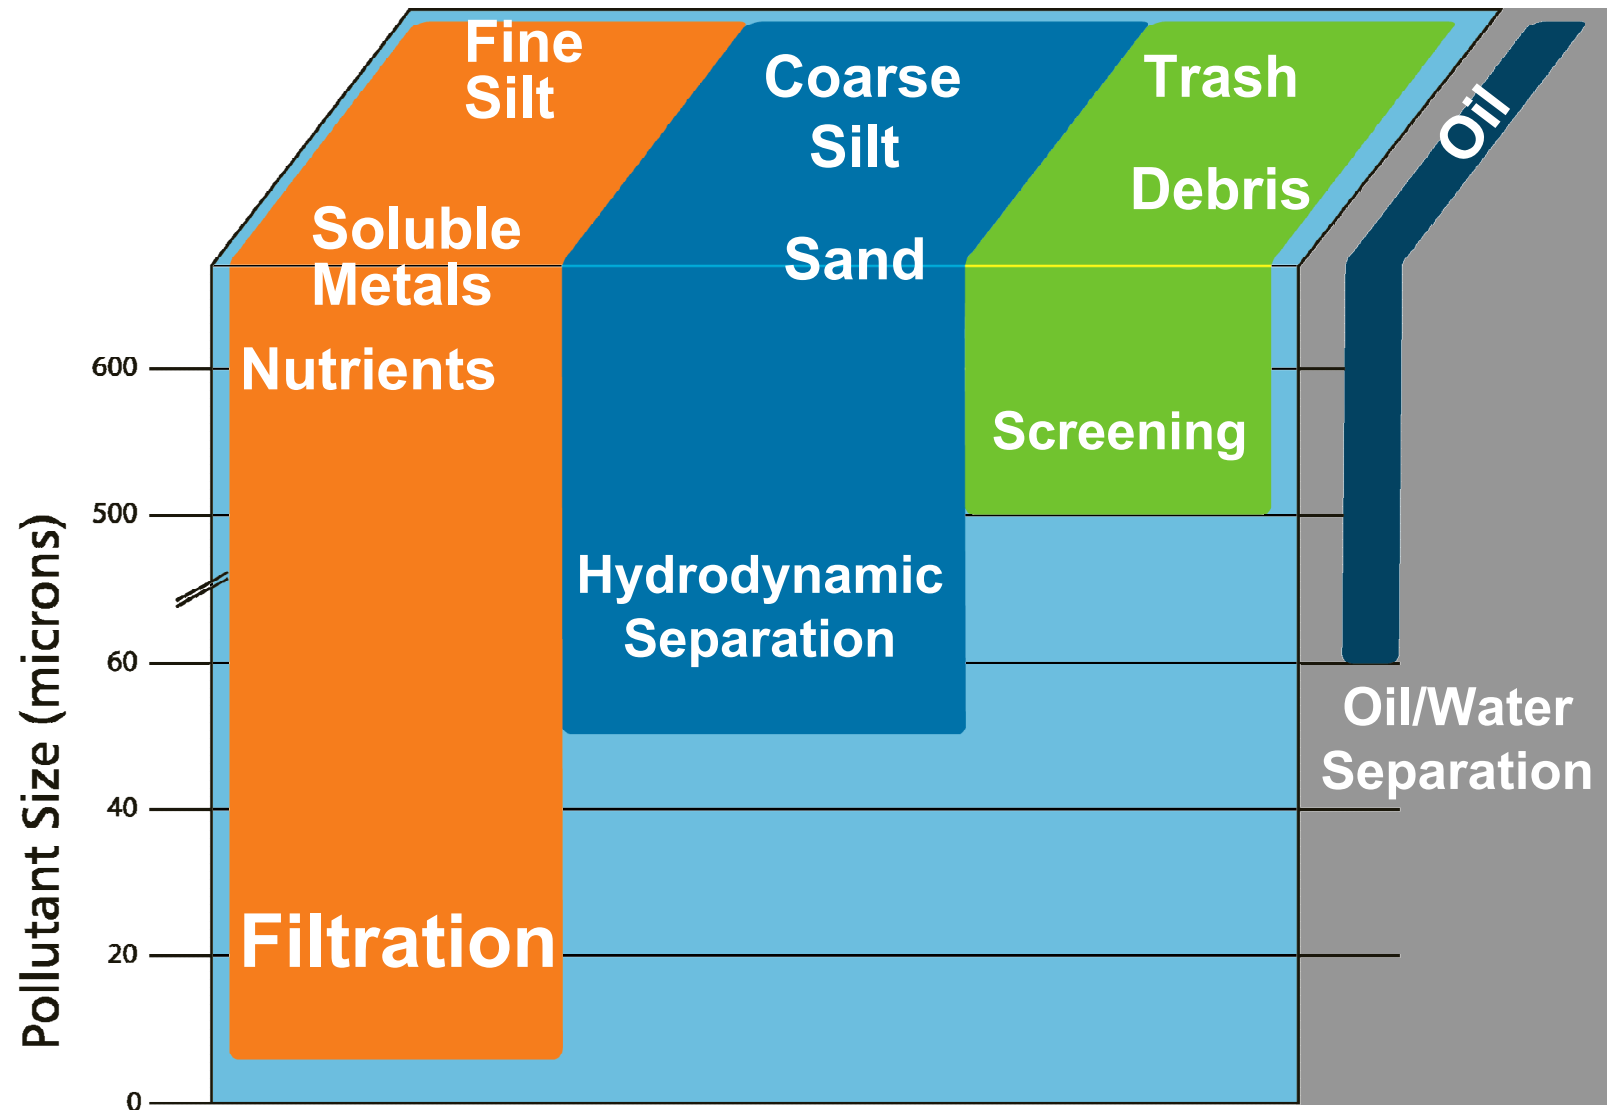 Fine
Silt
Coarse
Silt
Trash
Oil
Debris
Soluble
Metals
Sand
Nutrients
Screening
Hydrodynamic
Separation
Oil/Water
Separation
Filtration
Pollutant Size (microns)
600
500
60
40
20
0